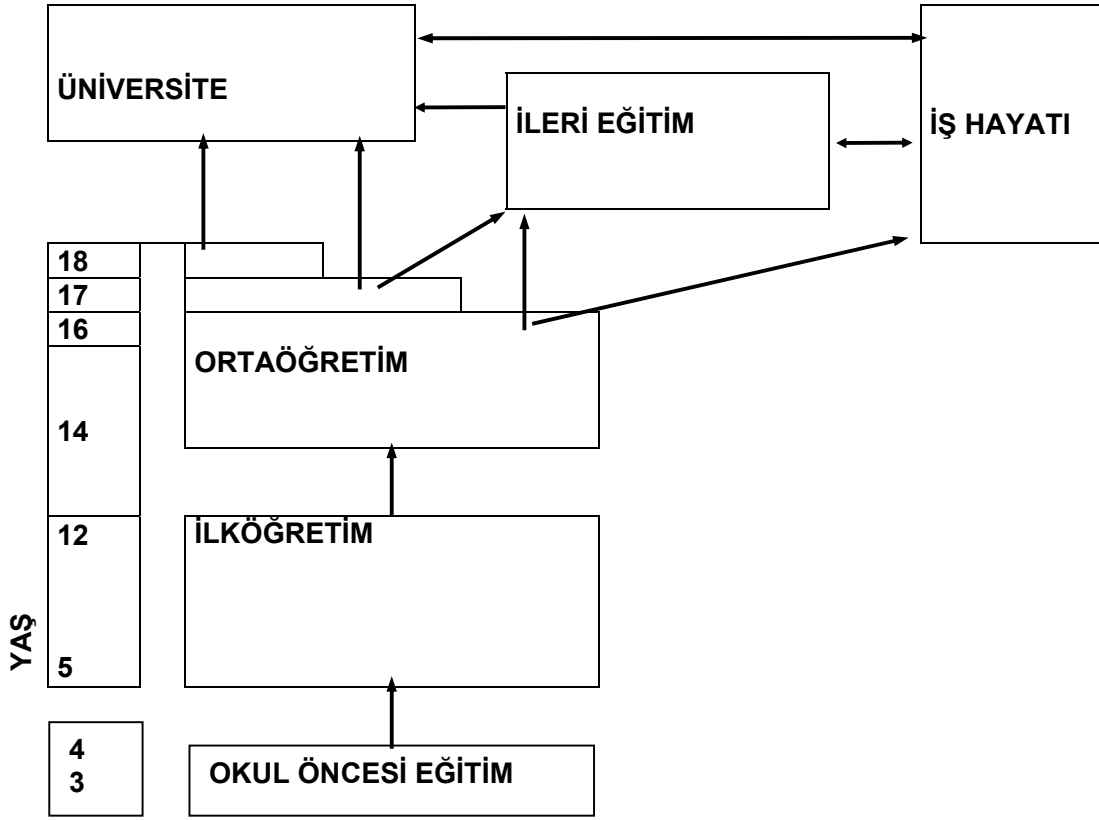 ÜNİVERSİTE
İLERİ EĞİTİM
İŞ HAYATI
18
17
16
ORTAÖĞRETİM
14
12
İLKÖĞRETİM
YAŞ
5
4
3
OKUL ÖNCESİ EĞİTİM